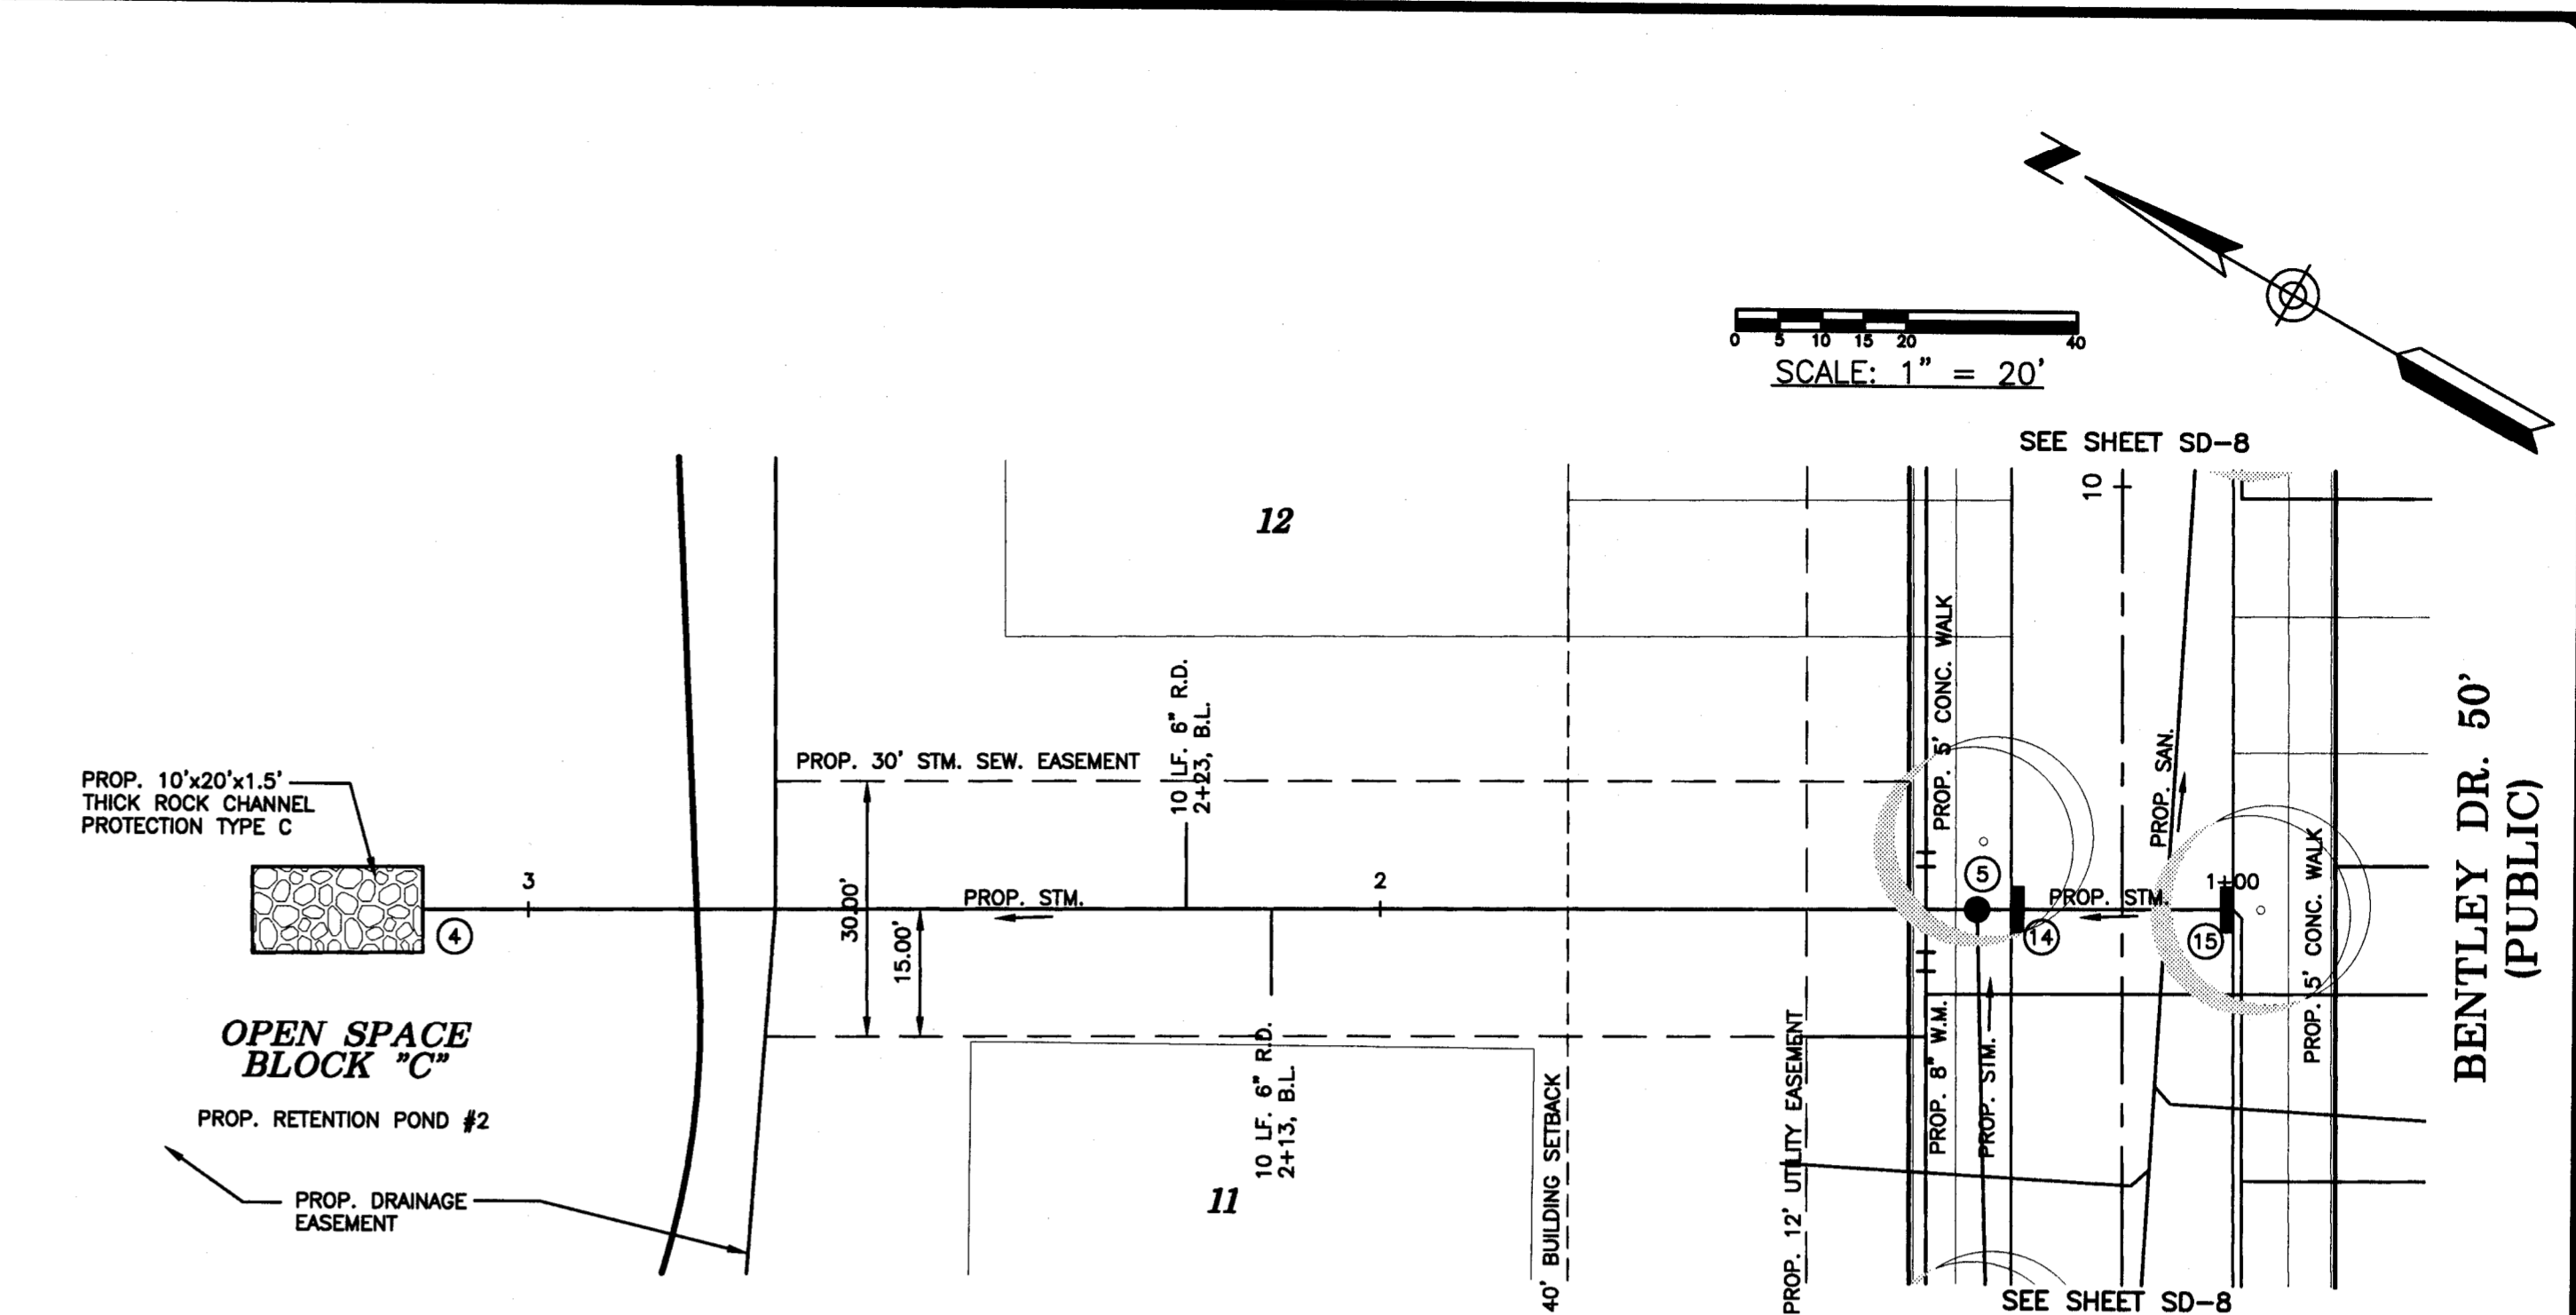 N
0 5 10 15 20 40
SCALE: 1" = 20'
SEE SHEET SD-8
10
12
PROP. 5' CONC. WALK
10 LF. 6" R.D.
2+23, B.L.
PROP. 30' STM. SEW. EASEMENT
PROP. SAN.
BENTLEY DR. 50'
(PUBLIC)
PROP. 10'x20'x1.5'
THICK ROCK CHANNEL
PROTECTION TYPE C
3
2
5
1+00
PROP. STM.
PROP. STM.
4
14
15
30.00'
15.00'
PROP. 5' CONC. WALK
OPEN SPACE
BLOCK "C"
PROP. RETENTION POND #2
PROP. DRAINAGE
EASEMENT
10 LF. 6" R.D.
2+13, B.L.
11
40' BUILDING SETBACK
PROP. 12' UTILITY EASEMENT
PROP. 8" W.M.
PROP. STM.
SEE SHEET SD-8